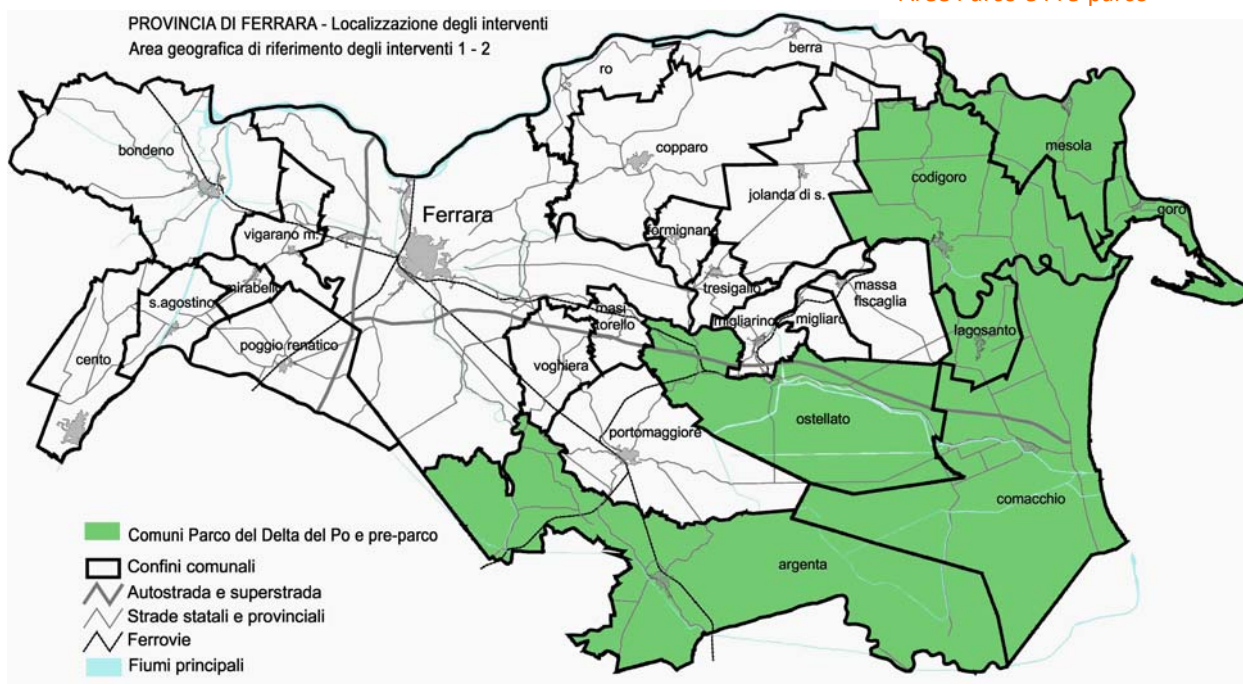 Area Parco e Pre-parco
PROVINCIA DI FERRARA - Localizzazione degli interventi
Area geografica di riferimento degli interventi 1 - 2
berra
ro
bondeno
copparo
mesola
codigoro
jolanda di s.
goro
Ferrara
formignana
vigarano m.
tresigallo
massa
fiscaglia
mirabello
s.agostino
masi
torello
migliarino
migliaro
lagosanto
cento
poggio renatico
voghiera
ostellato
portomaggiore
comacchio
argenta
Comuni Parco del Delta del Po e pre-parco
Confini comunali
Autostrada e superstrada
Strade statali e provinciali
Ferrovie
Fiumi principali